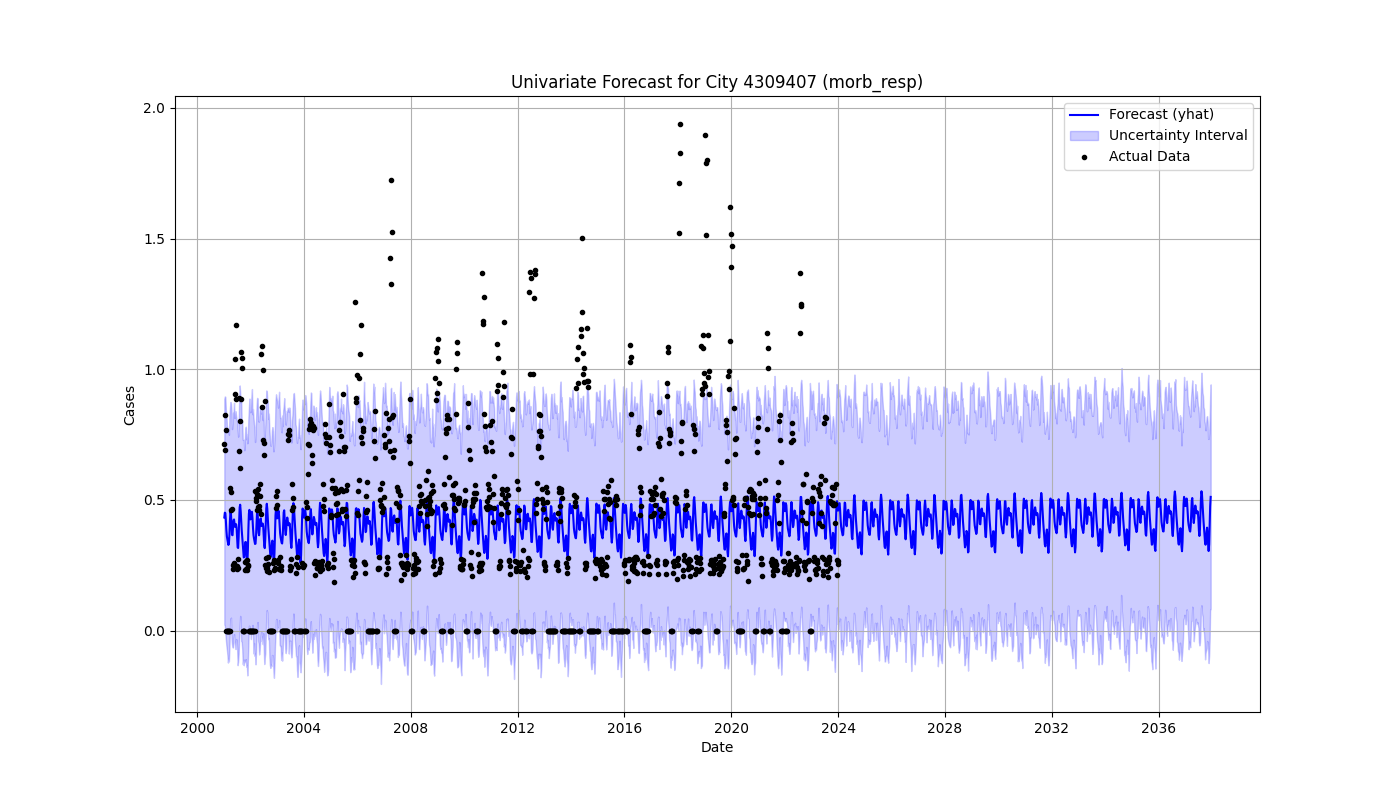 Univariate Forecast for City 4309407 (morb_resp)
Forecast (yhat)
Uncertainty Interval
Actual Data
Cases
2.0
1.5
1.0
0.5
0.0
2000 2004 2008 2012 2016 2020 2024 2028 2032 2036
Date